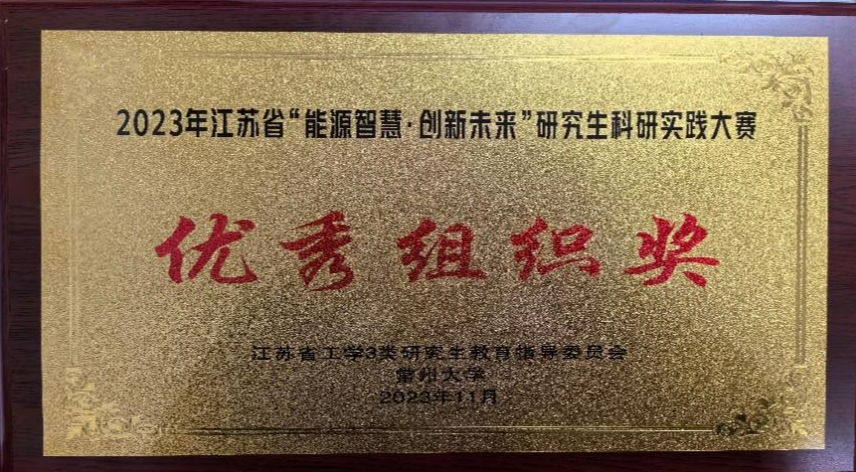 2023年江苏省“能源智慧·创新未来”研究生科研实践大赛
优秀组织奖
江苏省工学3类研究生教育指导委员会
常州大学
2023年11月